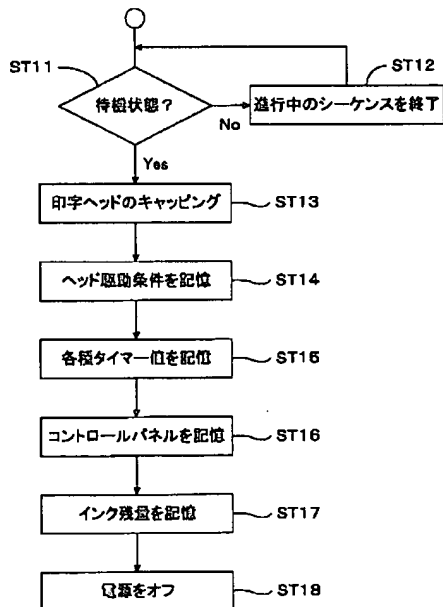 ST11
待機状態？
No
ST12
進行中のシーケンスを終了
Yes
印字ヘッドのキャッピング
ST13
ヘッド駆動条件を記憶
ST14
各種タイマー値を記憶
ST15
コントロールパネルを記憶
ST16
インク残量を記憶
ST17
電源をオフ
ST18